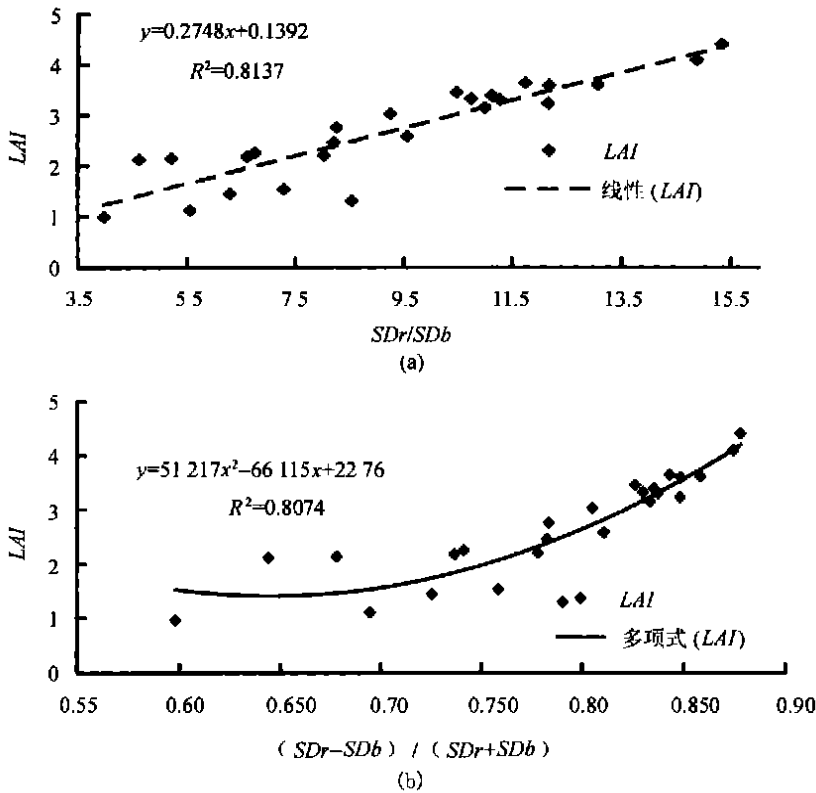 y=0.2748x+0.1392
R²=0.8137
LAI
5
4
3
2
1
0
LAI
线性 (LAI)
3.5 5.5 7.5 9.5 11.5 13.5 15.5
SDr/SDb
(a)
y=51 217x²-66 115x+22 76
R²=0.8074
LAI
5
4
3
2
1
0
LAI
多项式 (LAI)
0.55 0.60 0.650 0.70 0.750 0.80 0.850 0.90
( SDr-SDb ) / ( SDr+SDb )
(b)